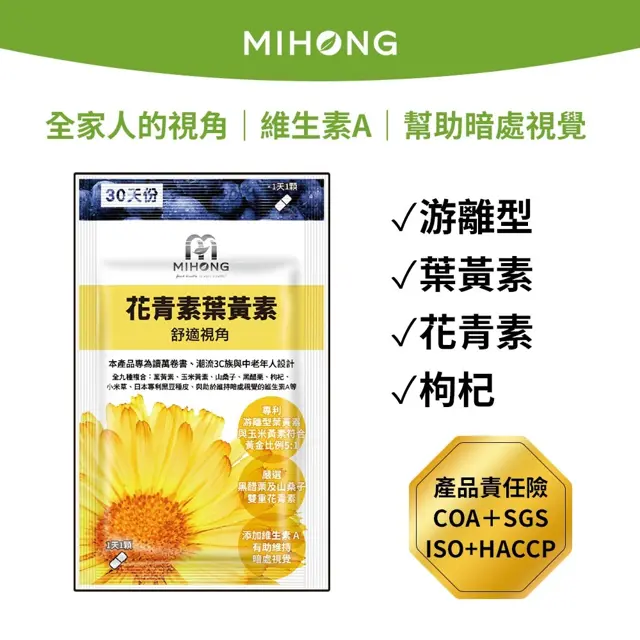 MIHONG
全家人的視角｜維生素A｜幫助暗處視覺
30天份
1天1顆
MIHONG
花青素葉黃素
舒適視角
本產品專為讀萬卷書、潮流3C族與中老年人設計
全九種複合：葉黃素、玉米黃素、山桑子、黑醋栗、枸杞、
小米草、日本專利黑豆種皮、與助於維持暗處視覺的維生素A等
專利
游離型葉黃素
與玉米黃素符合
黃金比例5:1
嚴選
黑醋栗及山桑子
雙重花青素
添加維生素A
有助維持
暗處視覺
1天1顆
✓游離型
✓葉黃素
✓花青素
✓枸杞
產品責任險
COA＋SGS
ISO+HACCP